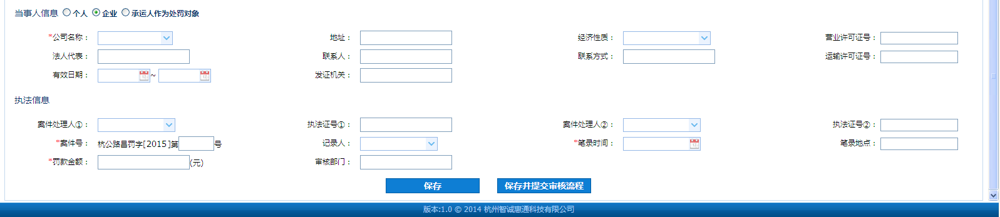 当事人信息 个人 企业 承运人作为处罚对象
*公司名称： 地址： 经济性质： 营业许可证号：
法人代表： 联系人： 联系方式： 运输许可证号：
有效日期： ~ 发证机关：
执法信息
案件处理人①： 执法证号①： 案件处理人②： 执法证号②：
*案件号： 杭公路昌罚字[2015]第 号 记录人： *笔录时间： 笔录地点：
*罚款金额： (元) 审核部门：
保存 保存并提交审核流程
版本:1.0 © 2014 杭州智诚惠通科技有限公司